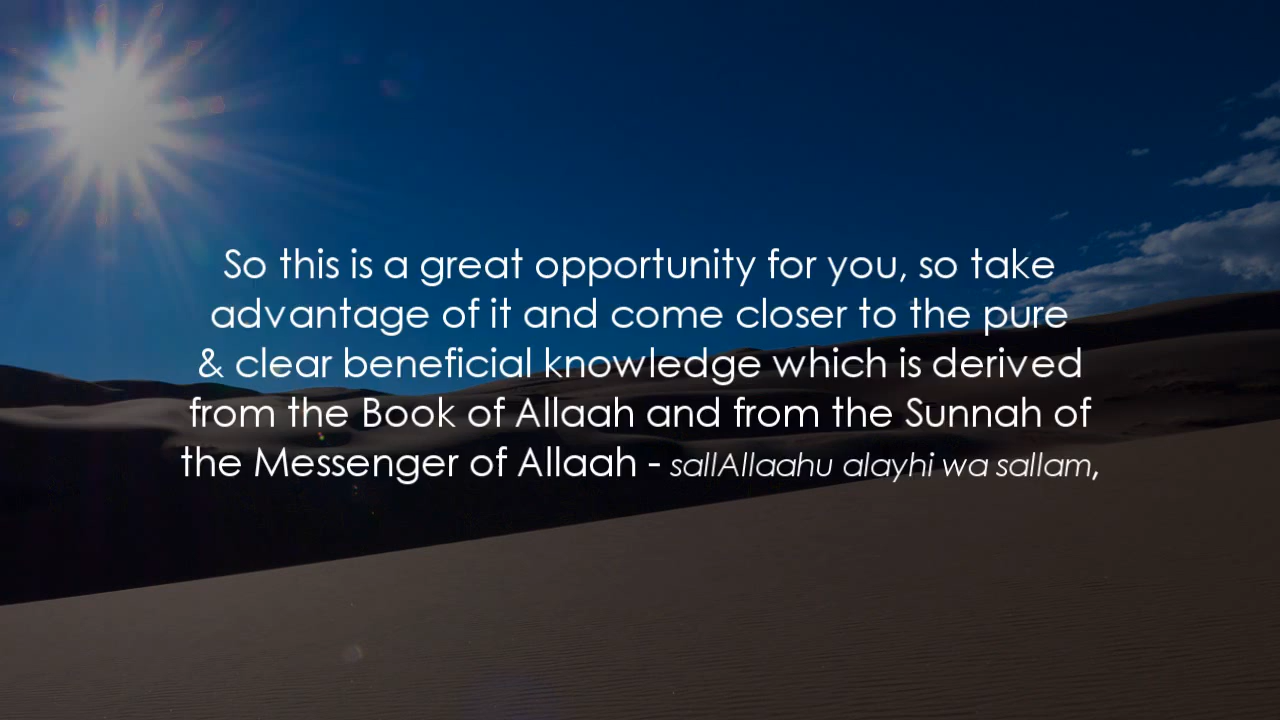 So this is a great opportunity for you, so take
advantage of it and come closer to the pure
& clear beneficial knowledge which is derived
from the Book of Allaah and from the Sunnah of
the Messenger of Allaah - sallAllaahu alayhi wa sallam,